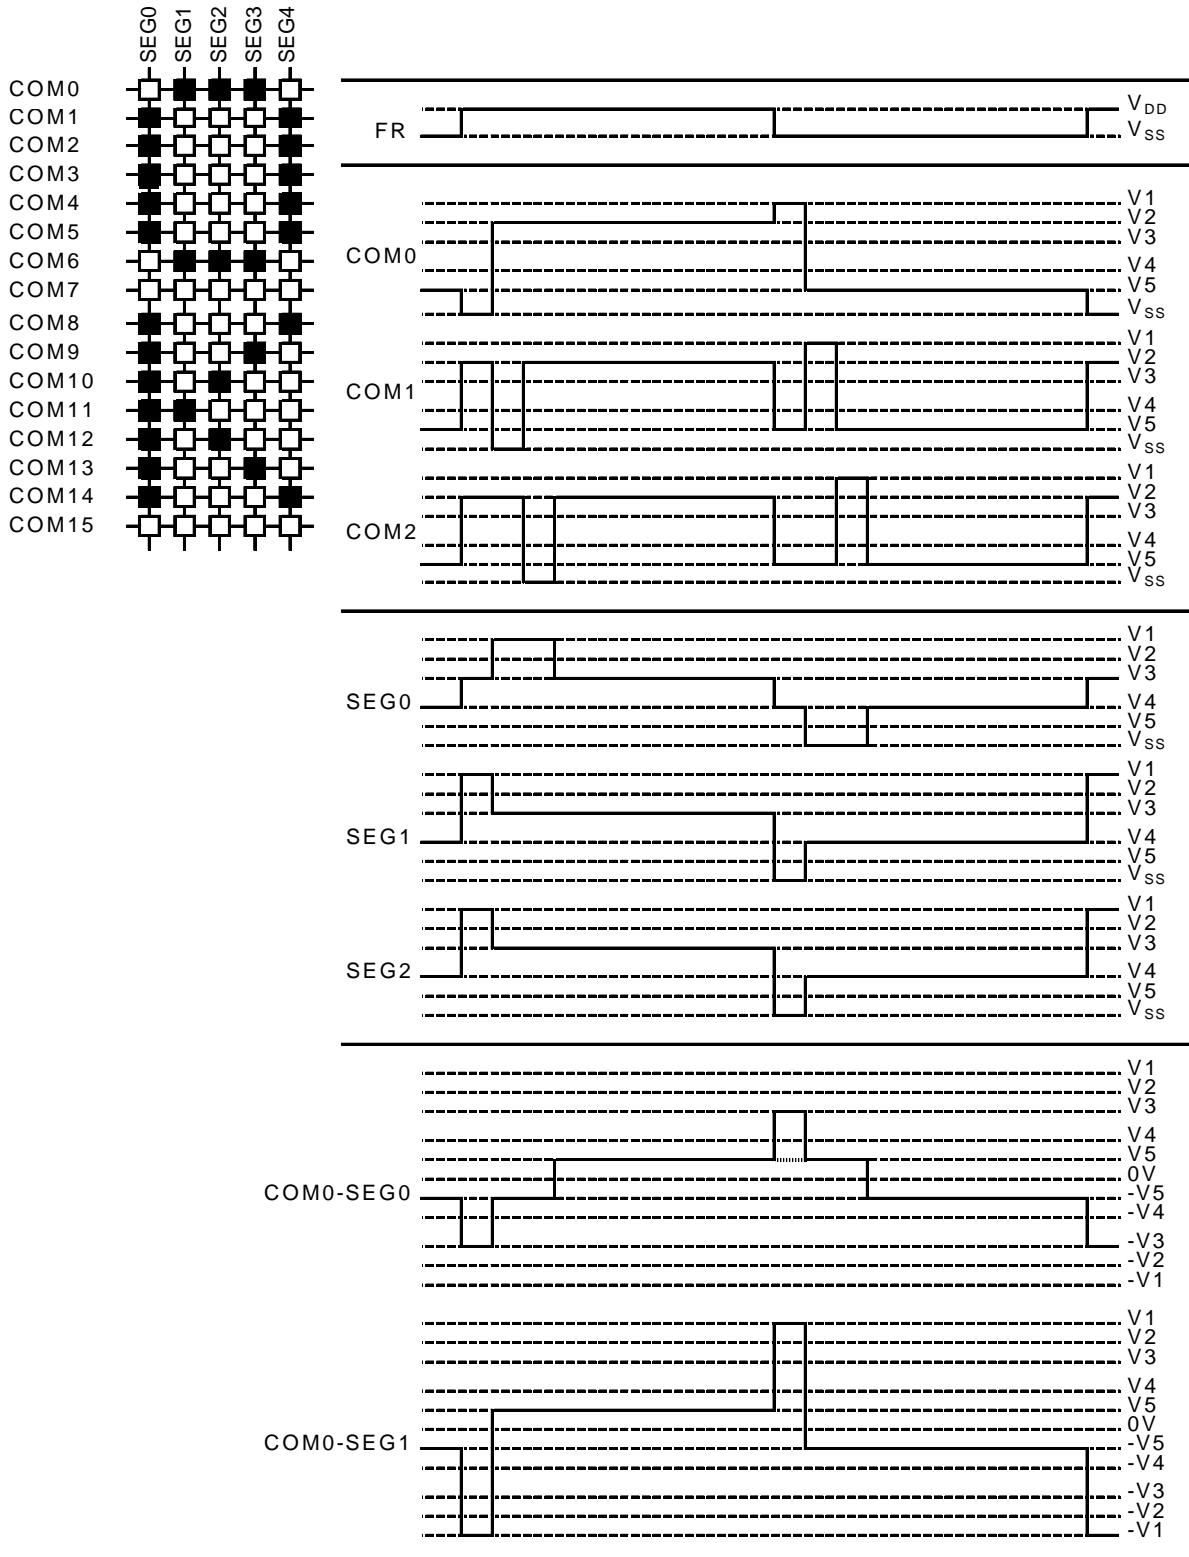 SEG0
SEG1
SEG2
SEG3
SEG4
COM0
COM1
COM2
COM3
COM4
COM5
COM6
COM7
COM8
COM9
COM10
COM11
COM12
COM13
COM14
COM15
FR
VDD
VSS
COM0
V1
V2
V3
V4
V5
VSS
COM1
V1
V2
V3
V4
V5
VSS
COM2
V1
V2
V3
V4
V5
VSS
SEG0
V1
V2
V3
V4
V5
VSS
SEG1
V1
V2
V3
V4
V5
VSS
SEG2
V1
V2
V3
V4
V5
VSS
COM0-SEG0
V1
V2
V3
V4
V5
0V
-V5
-V4
-V3
-V2
-V1
COM0-SEG1
V1
V2
V3
V4
V5
0V
-V5
-V4
-V3
-V2
-V1